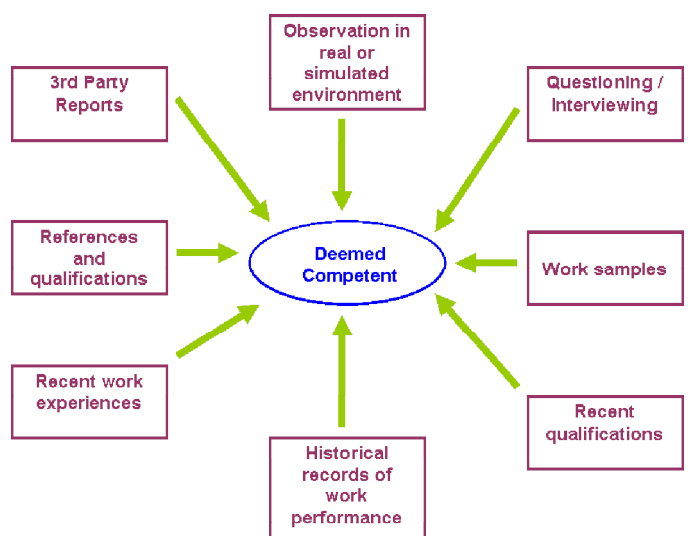 Observation in
real or
simulated
environment
3rd Party
Reports
Questioning /
Interviewing
References
and
qualifications
Deemed
Competent
Work samples
Recent work
experiences
Recent
qualifications
Historical
records of
work
performance